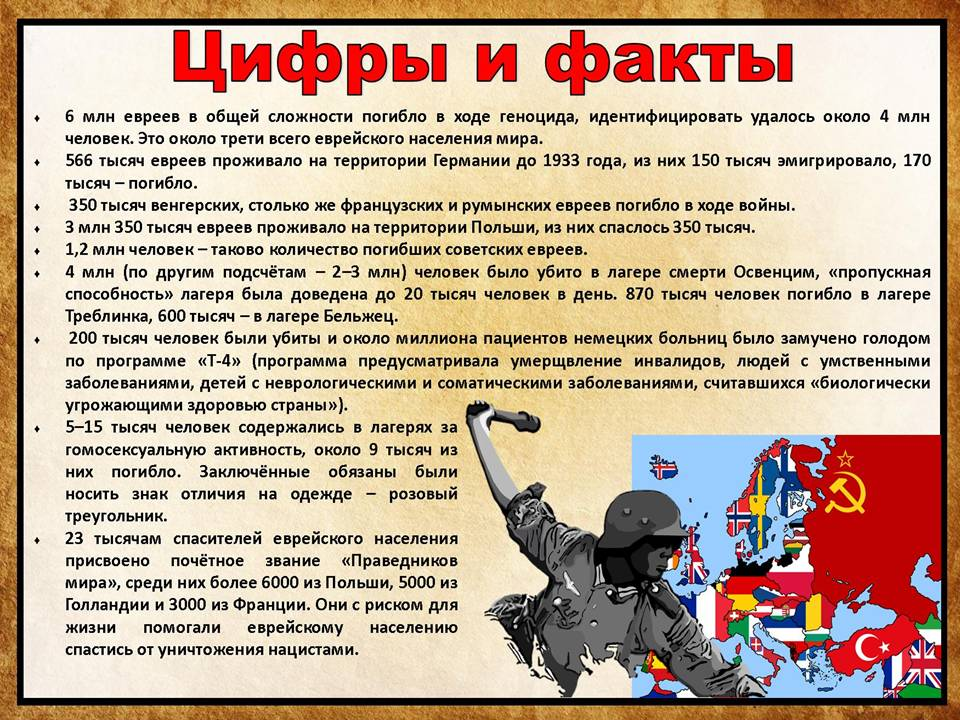 Цифры и факты
6 млн евреев в общей сложности погибло в ходе геноцида, идентифицировать удалось около 4 млн
человек. Это около трети всего еврейского населения мира.
566 тысяч евреев проживало на территории Германии до 1933 года, из них 150 тысяч эмигрировало, 170
тысяч – погибло.
350 тысяч венгерских, столько же французских и румынских евреев погибло в ходе войны.
3 млн 350 тысяч евреев проживало на территории Польши, из них спаслось 350 тысяч.
1,2 млн человек – таково количество погибших советских евреев.
4 млн (по другим подсчётам – 2–3 млн) человек было убито в лагере смерти Освенцим, «пропускная
способность» лагеря была доведена до 20 тысяч человек в день. 870 тысяч человек погибло в лагере
Треблинка, 600 тысяч – в лагере Бельжец.
200 тысяч человек были убиты и около миллиона пациентов немецких больниц было замучено голодом
по программе «Т-4» (программа предусматривала умерщвление инвалидов, людей с умственными
заболеваниями, детей с неврологическими и соматическими заболеваниями, считавшихся «биологически
угрожающими здоровью страны»).
5–15 тысяч человек содержались в лагерях за
гомосексуальную активность, около 9 тысяч из
них погибло. Заключённые обязаны были
носить знак отличия на одежде – розовый
треугольник.
23 тысячам спасителей еврейского населения
присвоено почётное звание «Праведников
мира», среди них более 6000 из Польши, 5000 из
Голландии и 3000 из Франции. Они с риском для
жизни помогали еврейскому населению
спастись от уничтожения нацистами.